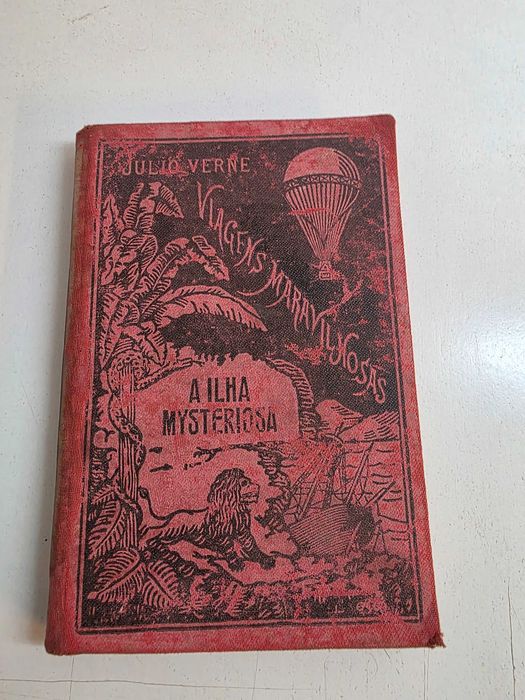 JULIO VERNE
VIAGENS MARAVILHOSAS
A ILHA
MYSTERIOSA